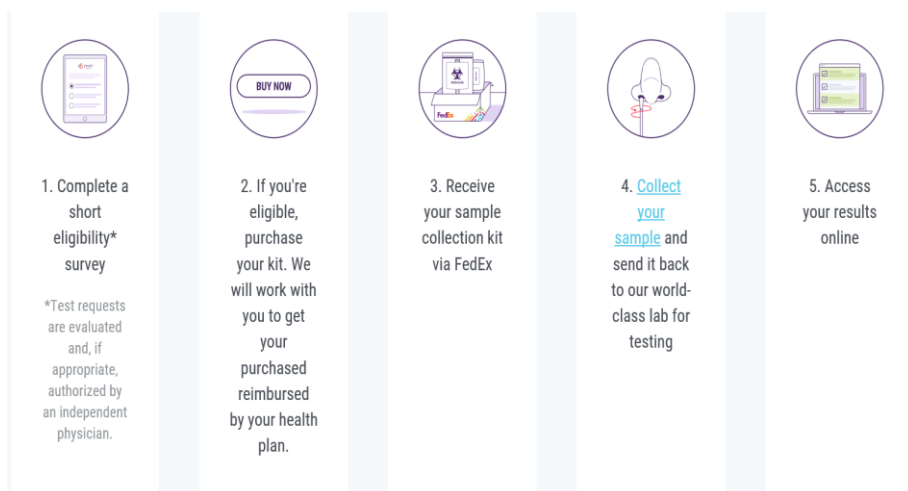 1. Complete a
short
eligibility*
survey
*Test requests
are evaluated
and, if
appropriate,
authorized by
an independent
physician.
BUY NOW
2. If you're
eligible,
purchase
your kit. We
will work with
you to get
your
purchased
reimbursed
by your health
plan.
FedEx
3. Receive
your sample
collection kit
via FedEx
4. Collect
your
sample and
send it back
to our world-
class lab for
testing
5. Access
your results
online